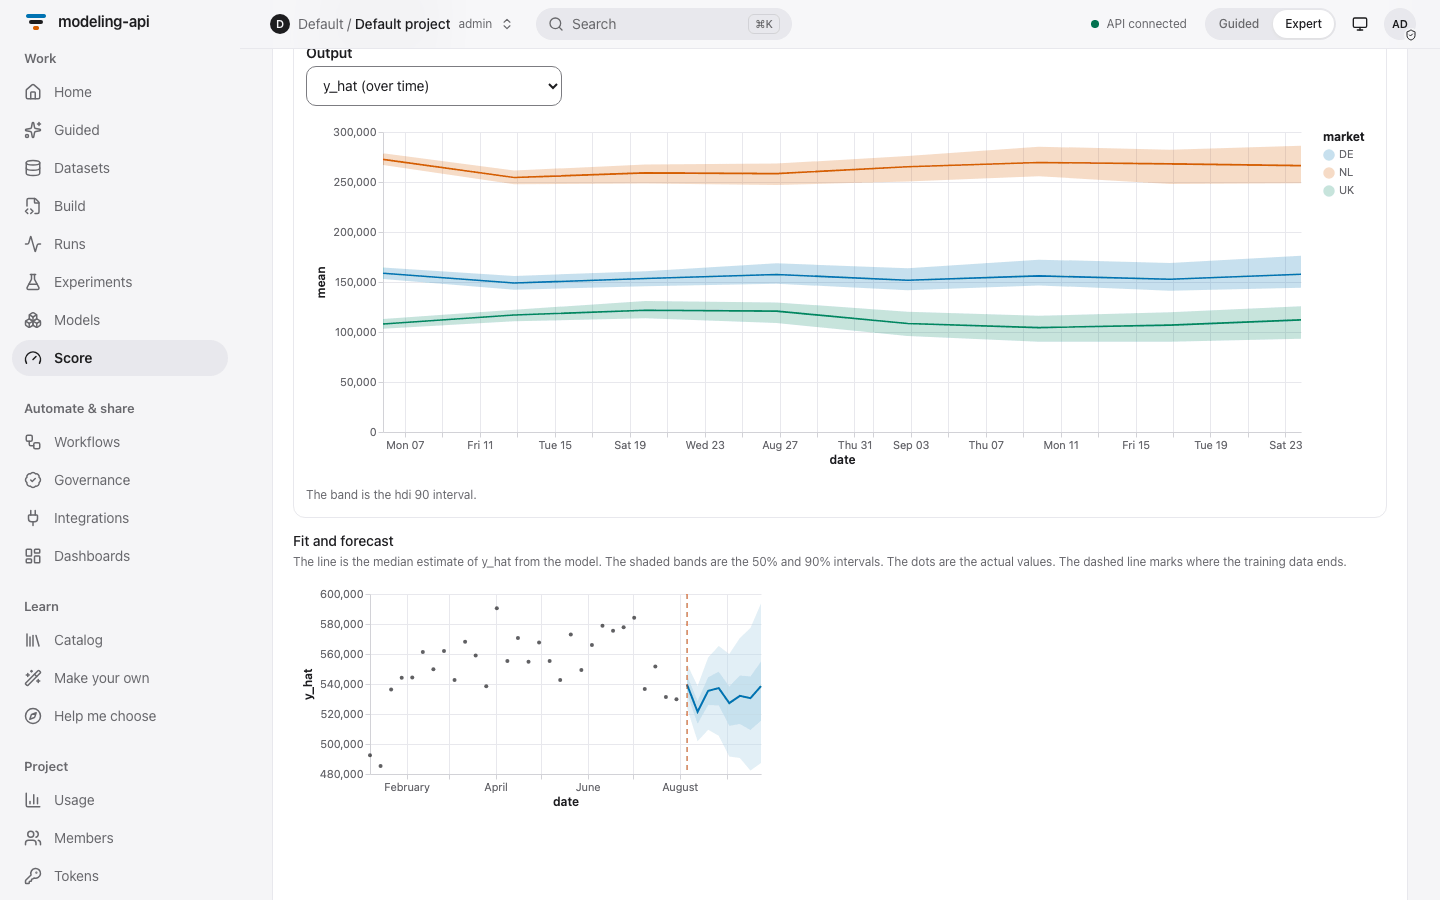 modeling-api
D Default / Default project admin
Search ⌘K
API connected
Guided Expert
AD
Work
Home
Guided
Datasets
Build
Runs
Experiments
Models
Score
Automate & share
Workflows
Governance
Integrations
Dashboards
Learn
Catalog
Make your own
Help me choose
Project
Usage
Members
Tokens
Output
y_hat (over time)
300,000
250,000
200,000
150,000
100,000
50,000
0
mean
Mon 07 Fri 11 Tue 15 Sat 19 Wed 23 Aug 27 Thu 31 Sep 03 Thu 07 Mon 11 Fri 15 Tue 19 Sat 23
date
market
DE
NL
UK
The band is the hdi 90 interval.
Fit and forecast
The line is the median estimate of y_hat from the model. The shaded bands are the 50% and 90% intervals. The dots are the actual values. The dashed line marks where the training data ends.
600,000
580,000
560,000
540,000
520,000
500,000
480,000
y_hat
February April June August
date